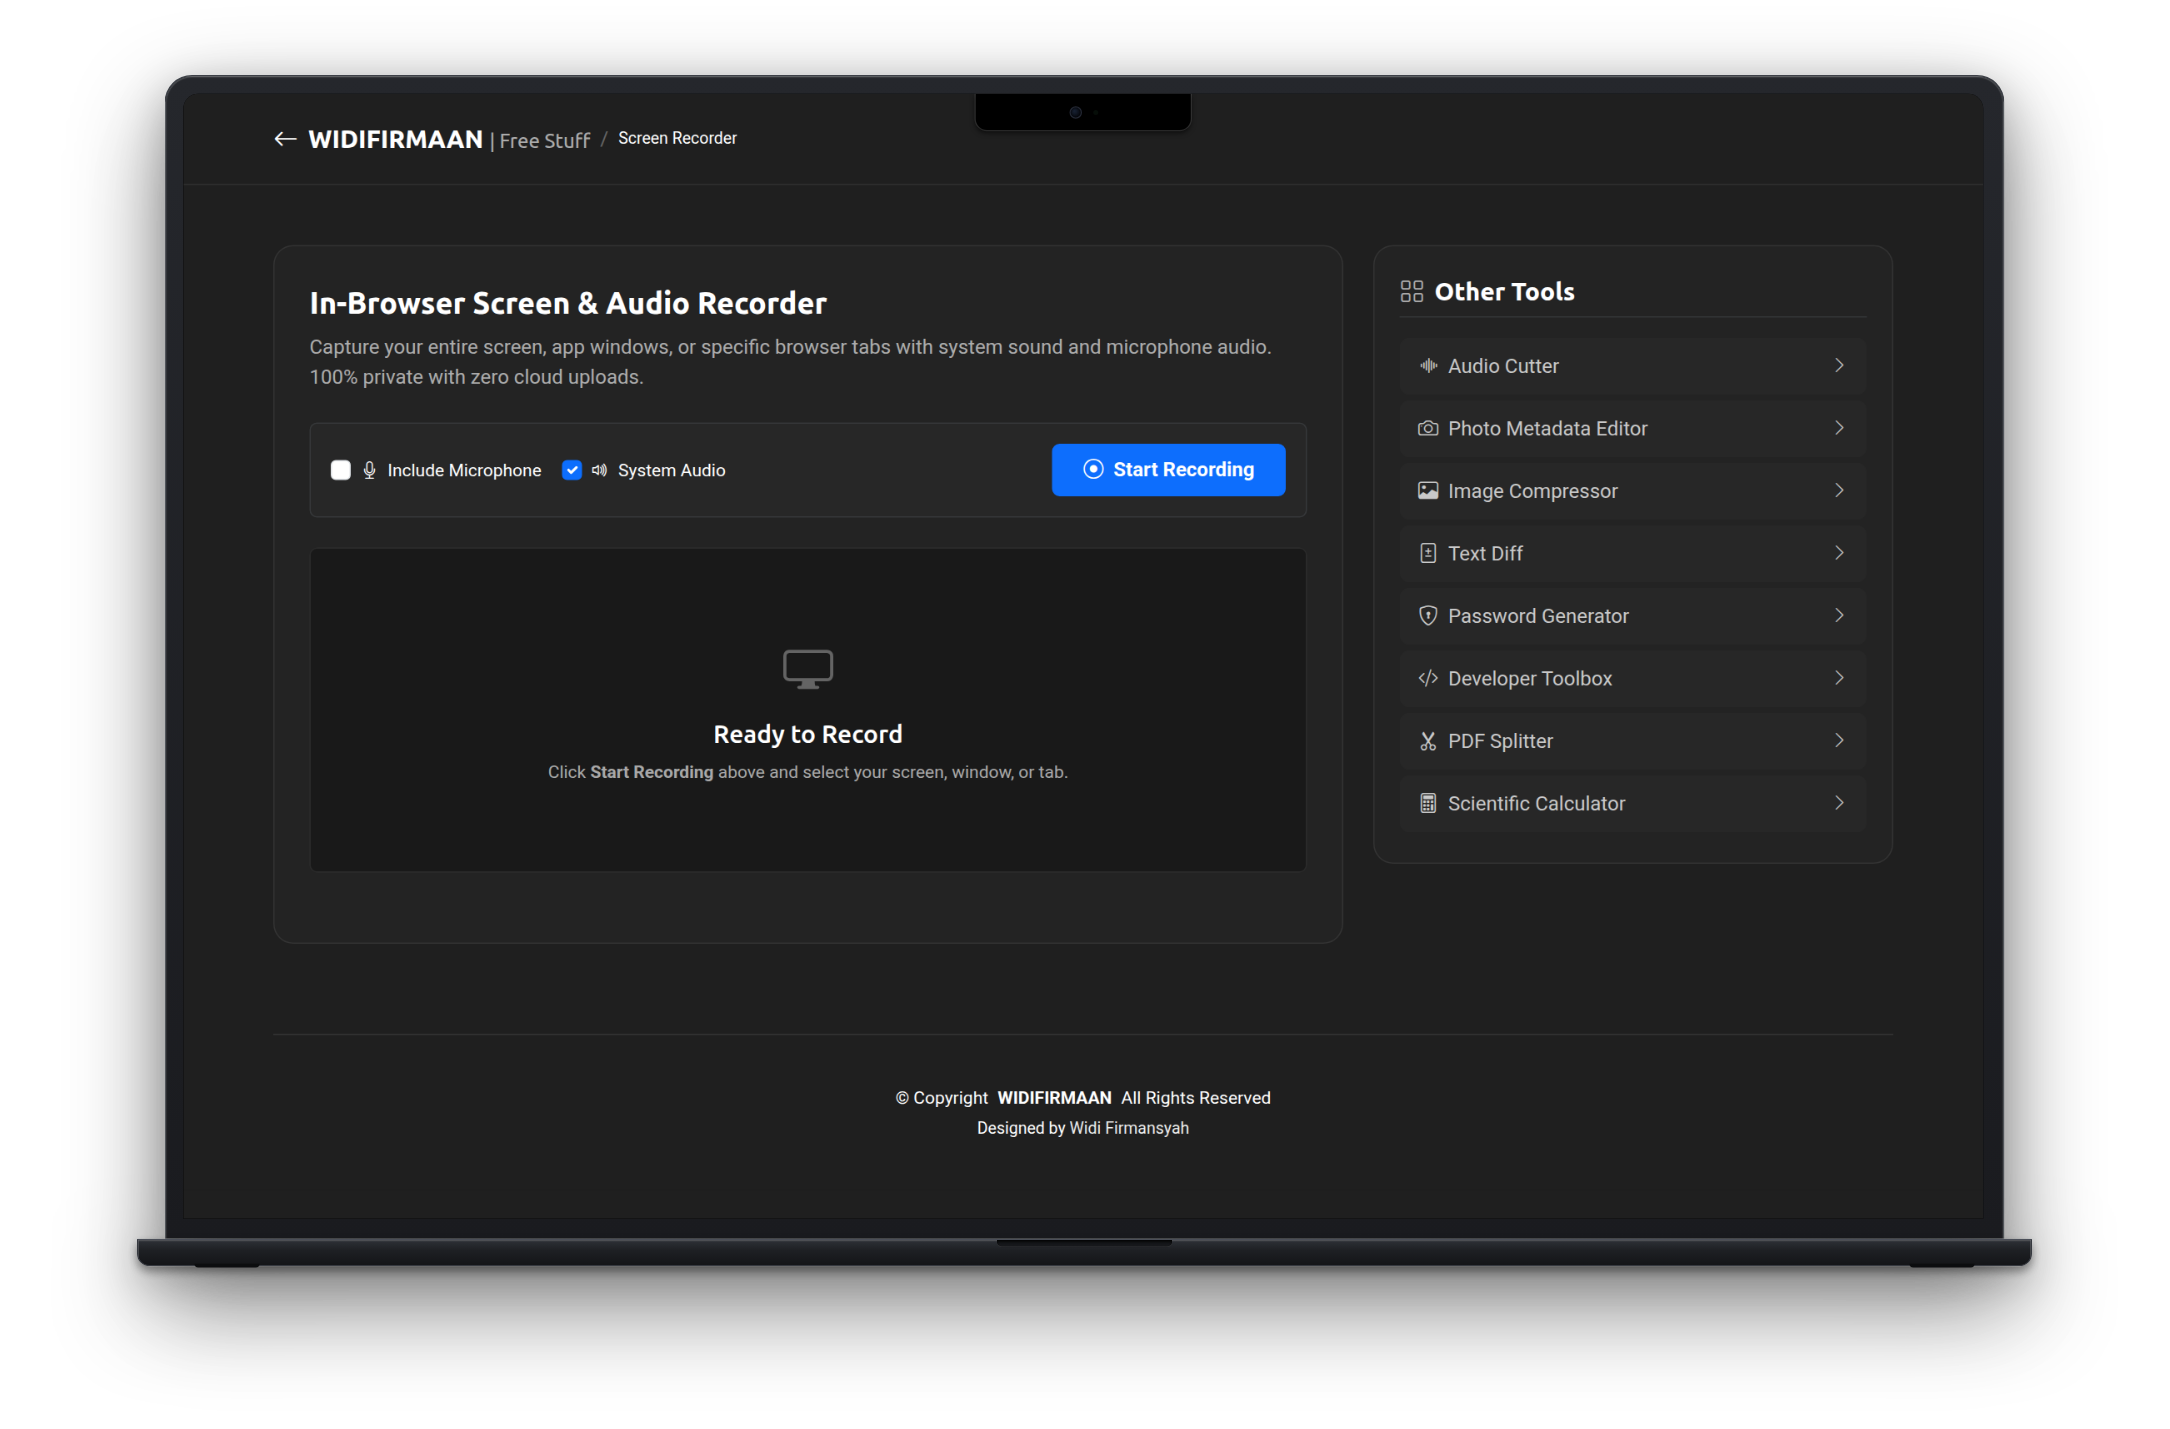 WIDIFIRMAAN | Free Stuff / Screen Recorder
In-Browser Screen & Audio Recorder
Capture your entire screen, app windows, or specific browser tabs with system sound and microphone audio.
100% private with zero cloud uploads.
Include Microphone System Audio Start Recording
Ready to Record
Click Start Recording above and select your screen, window, or tab.
Other Tools
Audio Cutter
Photo Metadata Editor
Image Compressor
Text Diff
Password Generator
Developer Toolbox
PDF Splitter
Scientific Calculator
© Copyright WIDIFIRMAAN All Rights Reserved
Designed by Widi Firmansyah